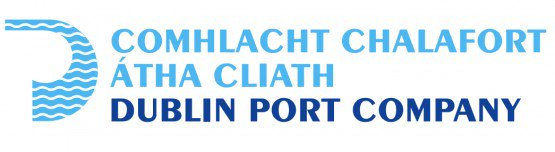 COMHLACHT CHALAFORT
ÁTHA CLIATH
DUBLIN PORT COMPANY